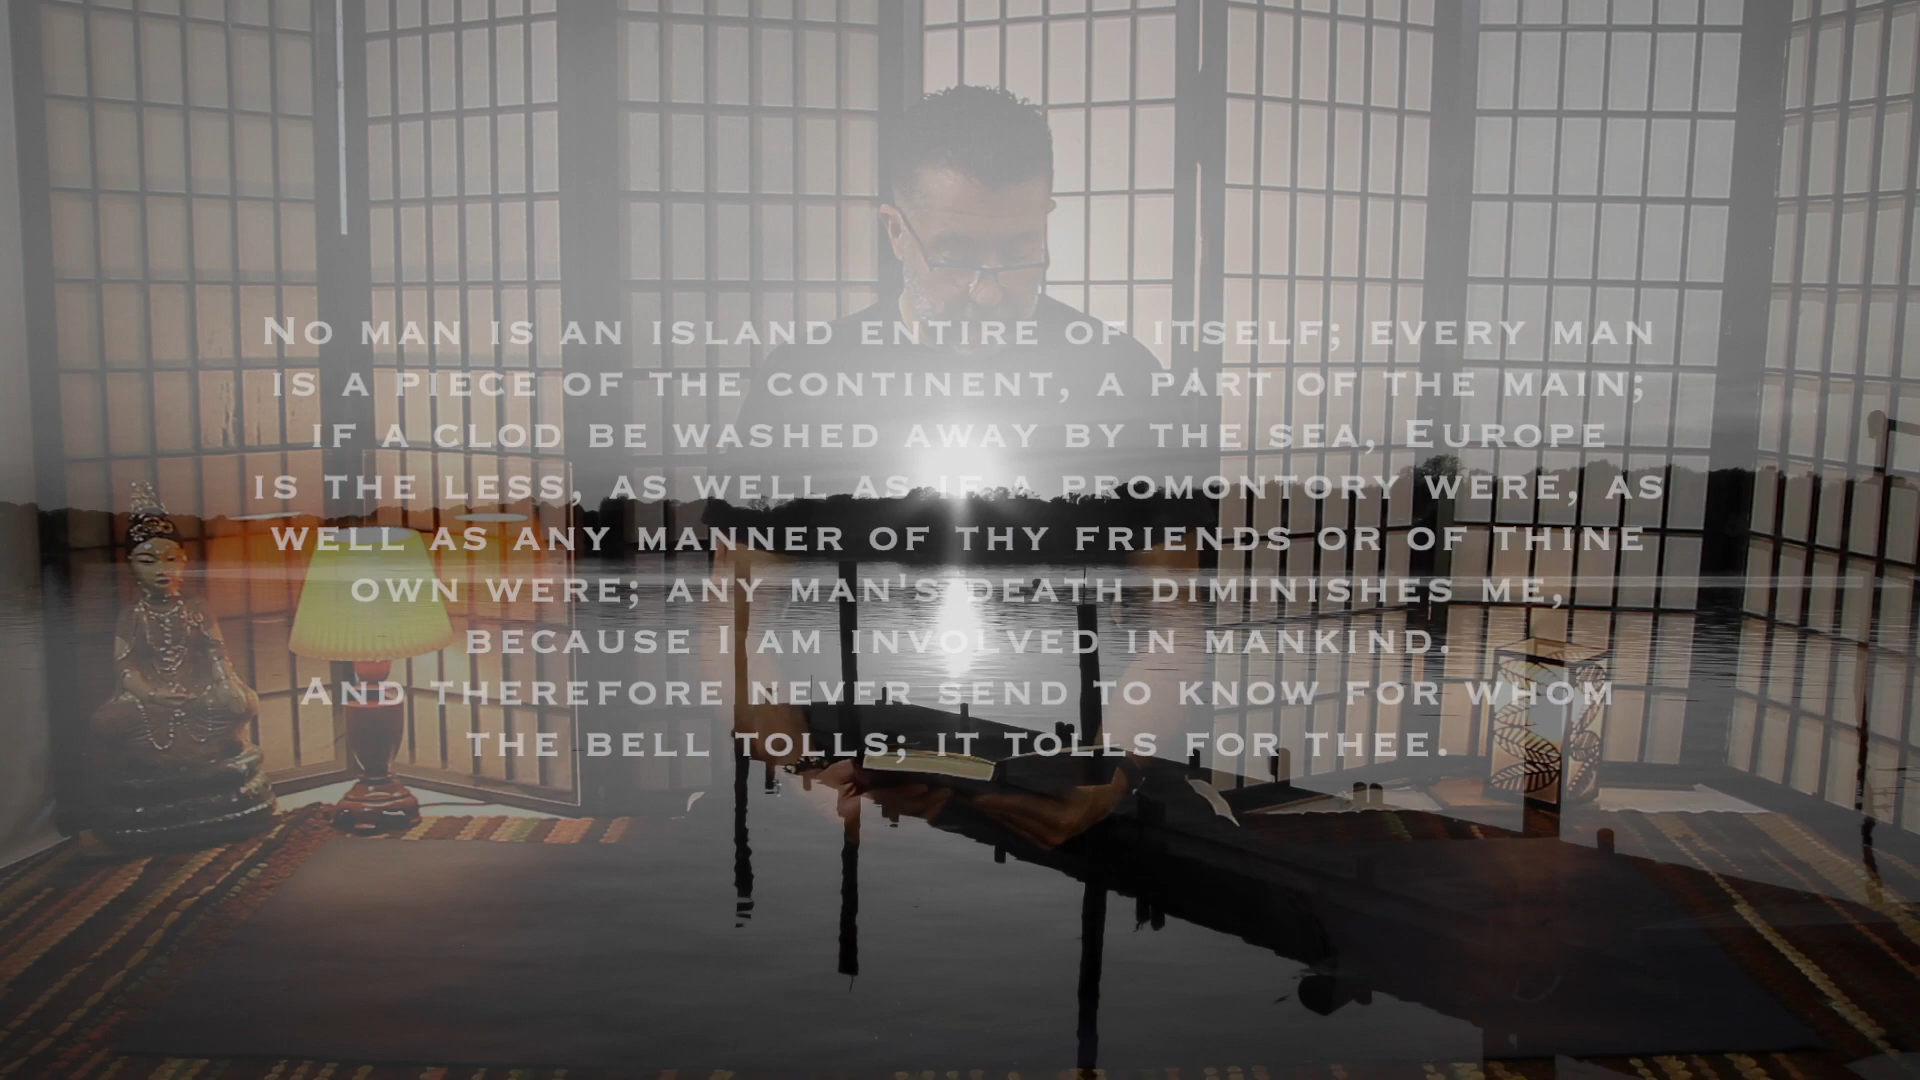 No man is an island entire of itself; every man
is a piece of the continent, a part of the main;
if a clod be washed away by the sea, Europe
is the less, as well as if a promontory were, as
well as any manner of thy friends or of thine
own were; any man's death diminishes me,
because I am involved in mankind.
And therefore never send to know for whom
the bell tolls; it tolls for thee.